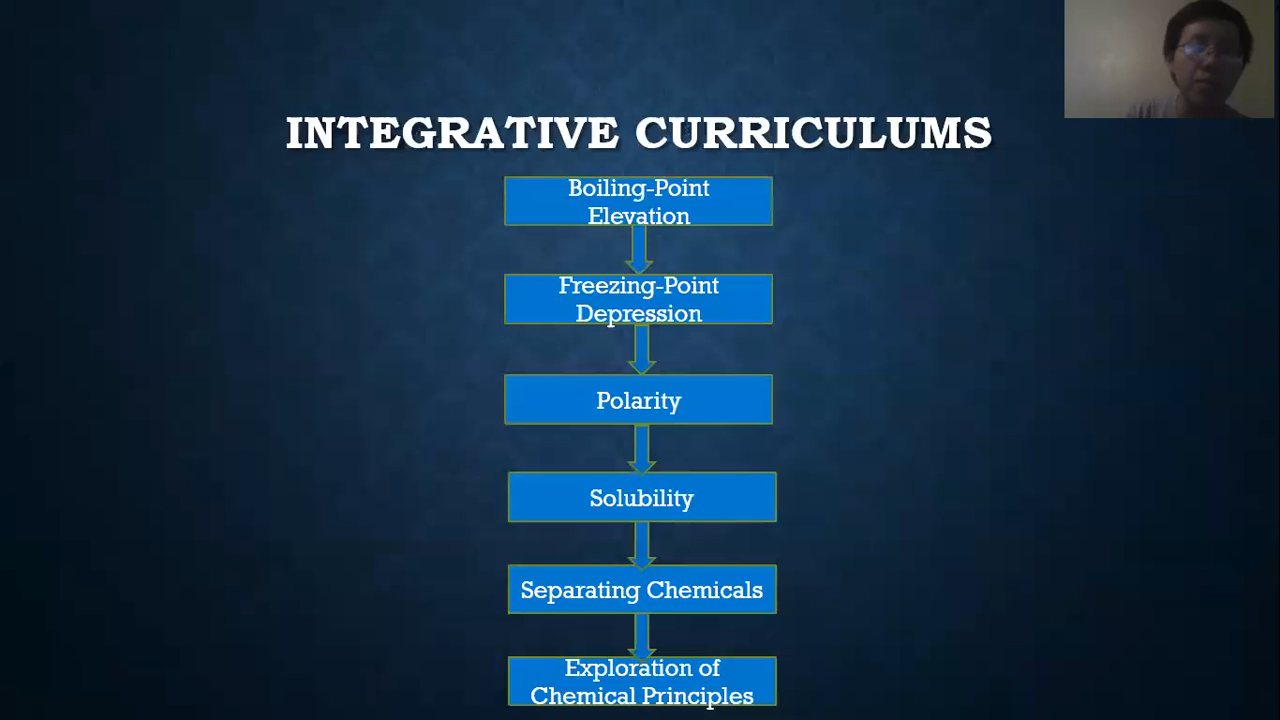 INTEGRATIVE CURRICULUMS
Boiling-Point
Elevation
Freezing-Point
Depression
Polarity
Solubility
Separating Chemicals
Exploration of
Chemical Principles